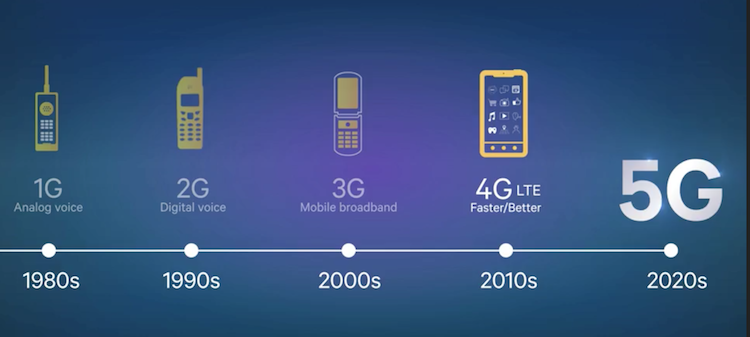 1G
Analog voice
2G
Digital voice
3G
Mobile broadband
4G LTE
Faster/Better
5G
1980s
1990s
2000s
2010s
2020s